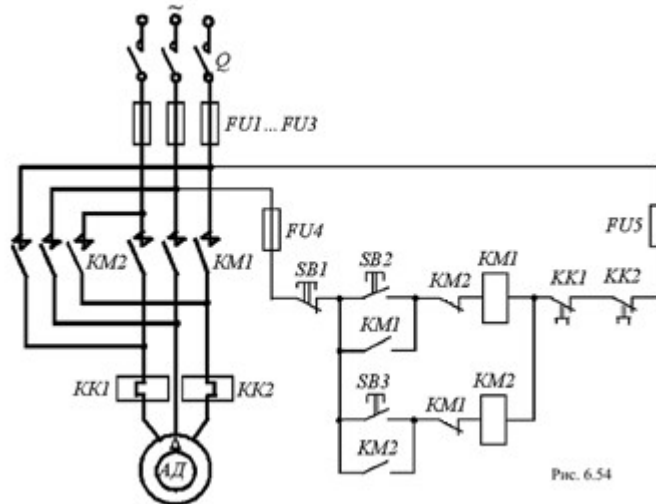 ~
Q
FU1...FU3
KM2
KM1
FU4
FU5
SB1
SB2
KM2
KM1
KK1
KK2
KM1
SB3
KM1
KM2
KM2
KK1
KK2
АД
Рис. 6.54